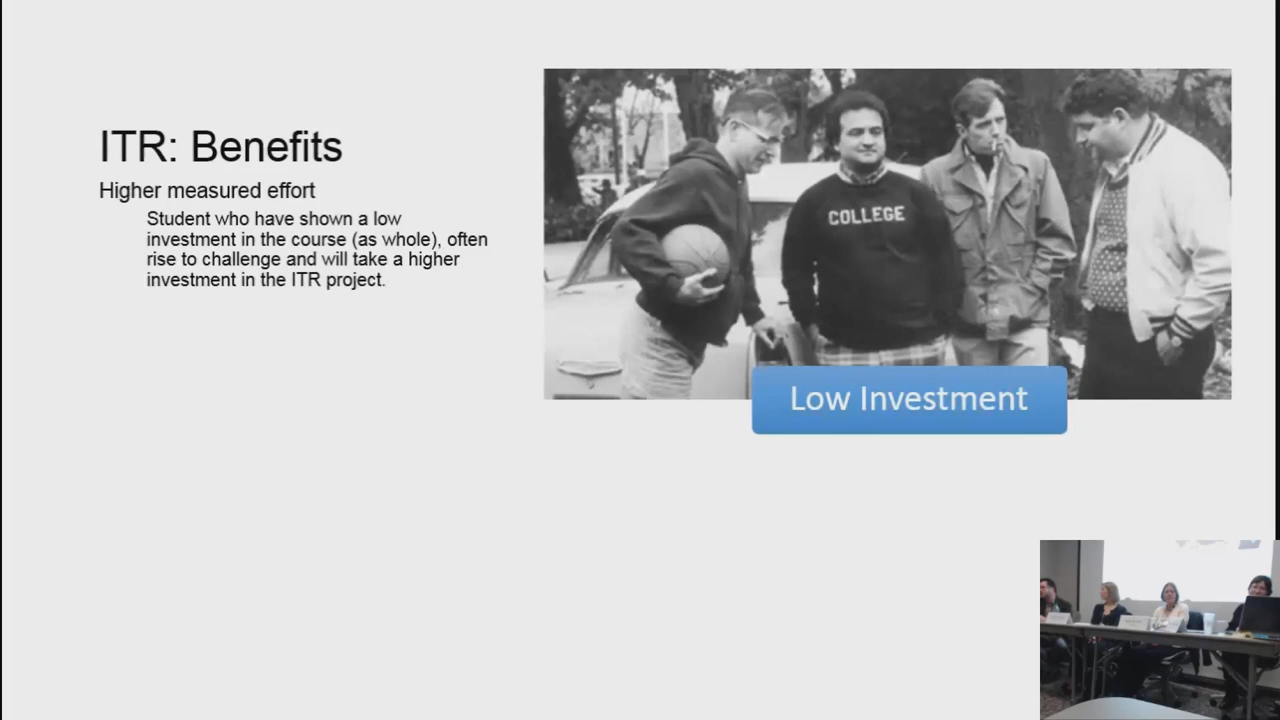 ITR: Benefits
Higher measured effort
Student who have shown a low
investment in the course (as whole), often
rise to challenge and will take a higher
investment in the ITR project.
COLLEGE
Low Investment